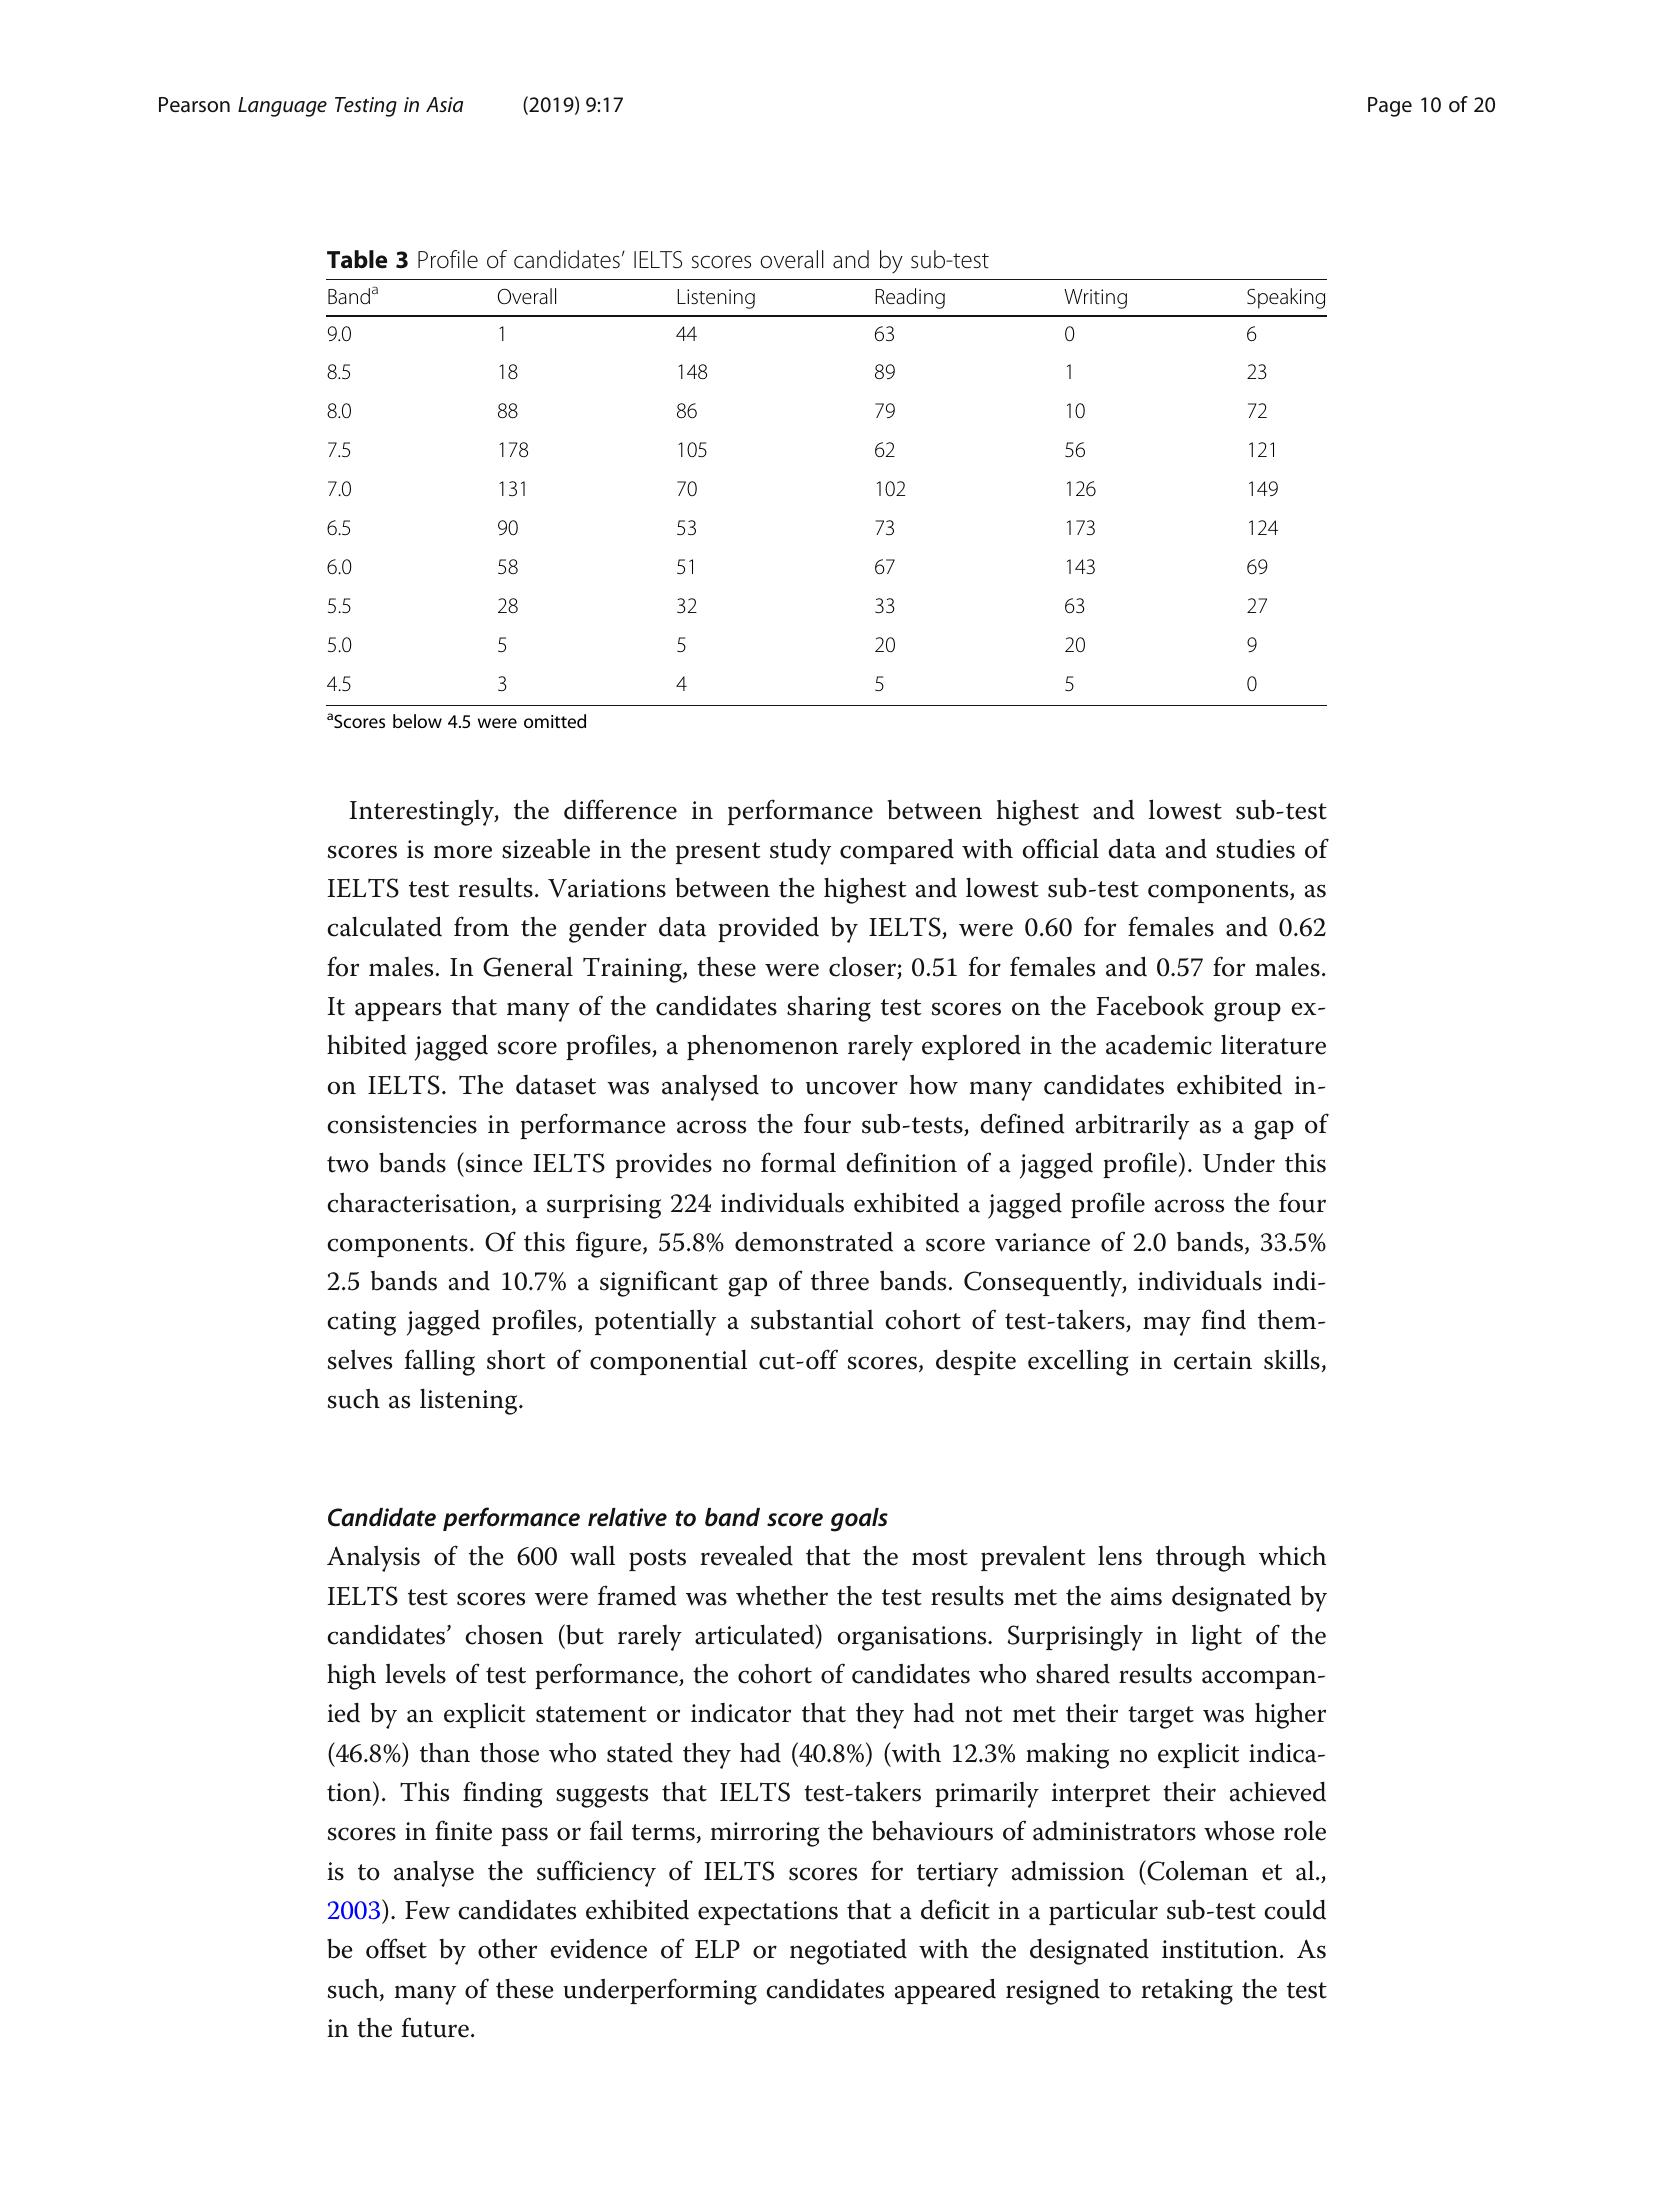 Pearson Language Testing in Asia (2019) 9:17 Page 10 of 20
Table 3 Profile of candidates’ IELTS scores overall and by sub-test
Bandᵃ Overall Listening Reading Writing Speaking
9.0 1 44 63 0 6
8.5 18 148 89 1 23
8.0 88 86 79 10 72
7.5 178 105 62 56 121
7.0 131 70 102 126 149
6.5 90 53 73 173 124
6.0 58 51 67 143 69
5.5 28 32 33 63 27
5.0 5 5 20 20 9
4.5 3 4 5 5 0
ᵃScores below 4.5 were omitted
Interestingly, the difference in performance between highest and lowest sub-test
scores is more sizeable in the present study compared with official data and studies of
IELTS test results. Variations between the highest and lowest sub-test components, as
calculated from the gender data provided by IELTS, were 0.60 for females and 0.62
for males. In General Training, these were closer; 0.51 for females and 0.57 for males.
It appears that many of the candidates sharing test scores on the Facebook group ex-
hibited jagged score profiles, a phenomenon rarely explored in the academic literature
on IELTS. The dataset was analysed to uncover how many candidates exhibited in-
consistencies in performance across the four sub-tests, defined arbitrarily as a gap of
two bands (since IELTS provides no formal definition of a jagged profile). Under this
characterisation, a surprising 224 individuals exhibited a jagged profile across the four
components. Of this figure, 55.8% demonstrated a score variance of 2.0 bands, 33.5%
2.5 bands and 10.7% a significant gap of three bands. Consequently, individuals indi-
cating jagged profiles, potentially a substantial cohort of test-takers, may find them-
selves falling short of componential cut-off scores, despite excelling in certain skills,
such as listening.
Candidate performance relative to band score goals
Analysis of the 600 wall posts revealed that the most prevalent lens through which
IELTS test scores were framed was whether the test results met the aims designated by
candidates’ chosen (but rarely articulated) organisations. Surprisingly in light of the
high levels of test performance, the cohort of candidates who shared results accompan-
ied by an explicit statement or indicator that they had not met their target was higher
(46.8%) than those who stated they had (40.8%) (with 12.3% making no explicit indica-
tion). This finding suggests that IELTS test-takers primarily interpret their achieved
scores in finite pass or fail terms, mirroring the behaviours of administrators whose role
is to analyse the sufficiency of IELTS scores for tertiary admission (Coleman et al.,
2003). Few candidates exhibited expectations that a deficit in a particular sub-test could
be offset by other evidence of ELP or negotiated with the designated institution. As
such, many of these underperforming candidates appeared resigned to retaking the test
in the future.